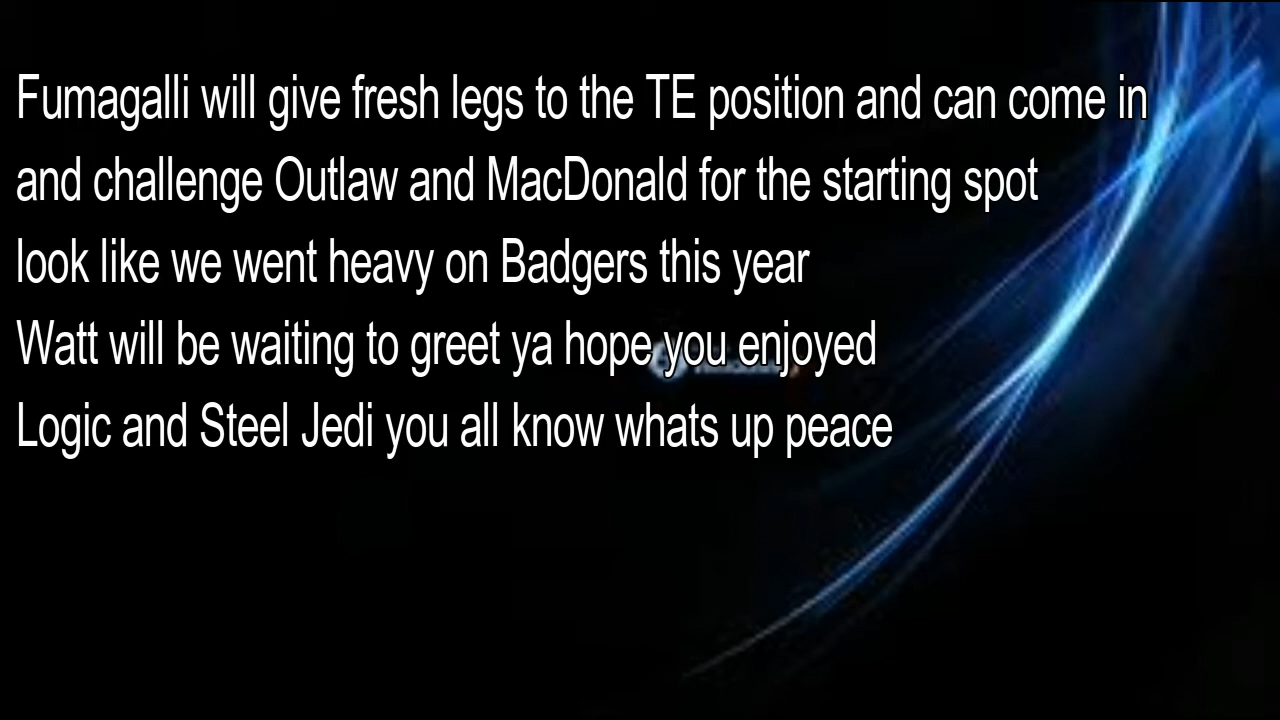 Fumagalli will give fresh legs to the TE position and can come in
and challenge Outlaw and MacDonald for the starting spot
look like we went heavy on Badgers this year
Watt will be waiting to greet ya hope you enjoyed
Logic and Steel Jedi you all know whats up peace